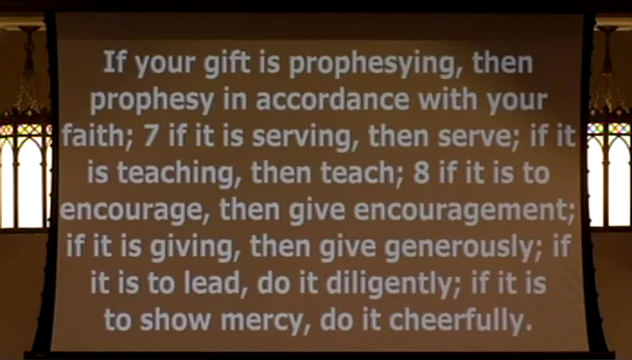 If your gift is prophesying, then
prophesy in accordance with your
faith; 7 if it is serving, then serve; if it
is teaching, then teach; 8 if it is to
encourage, then give encouragement;
if it is giving, then give generously; if
it is to lead, do it diligently; if it is
to show mercy, do it cheerfully.